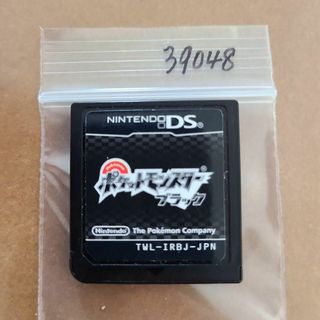 39048
NINTENDO DS
ポケットモンスター
ブラック
Nintendo The Pokémon Company
TWL-IRBJ-JPN